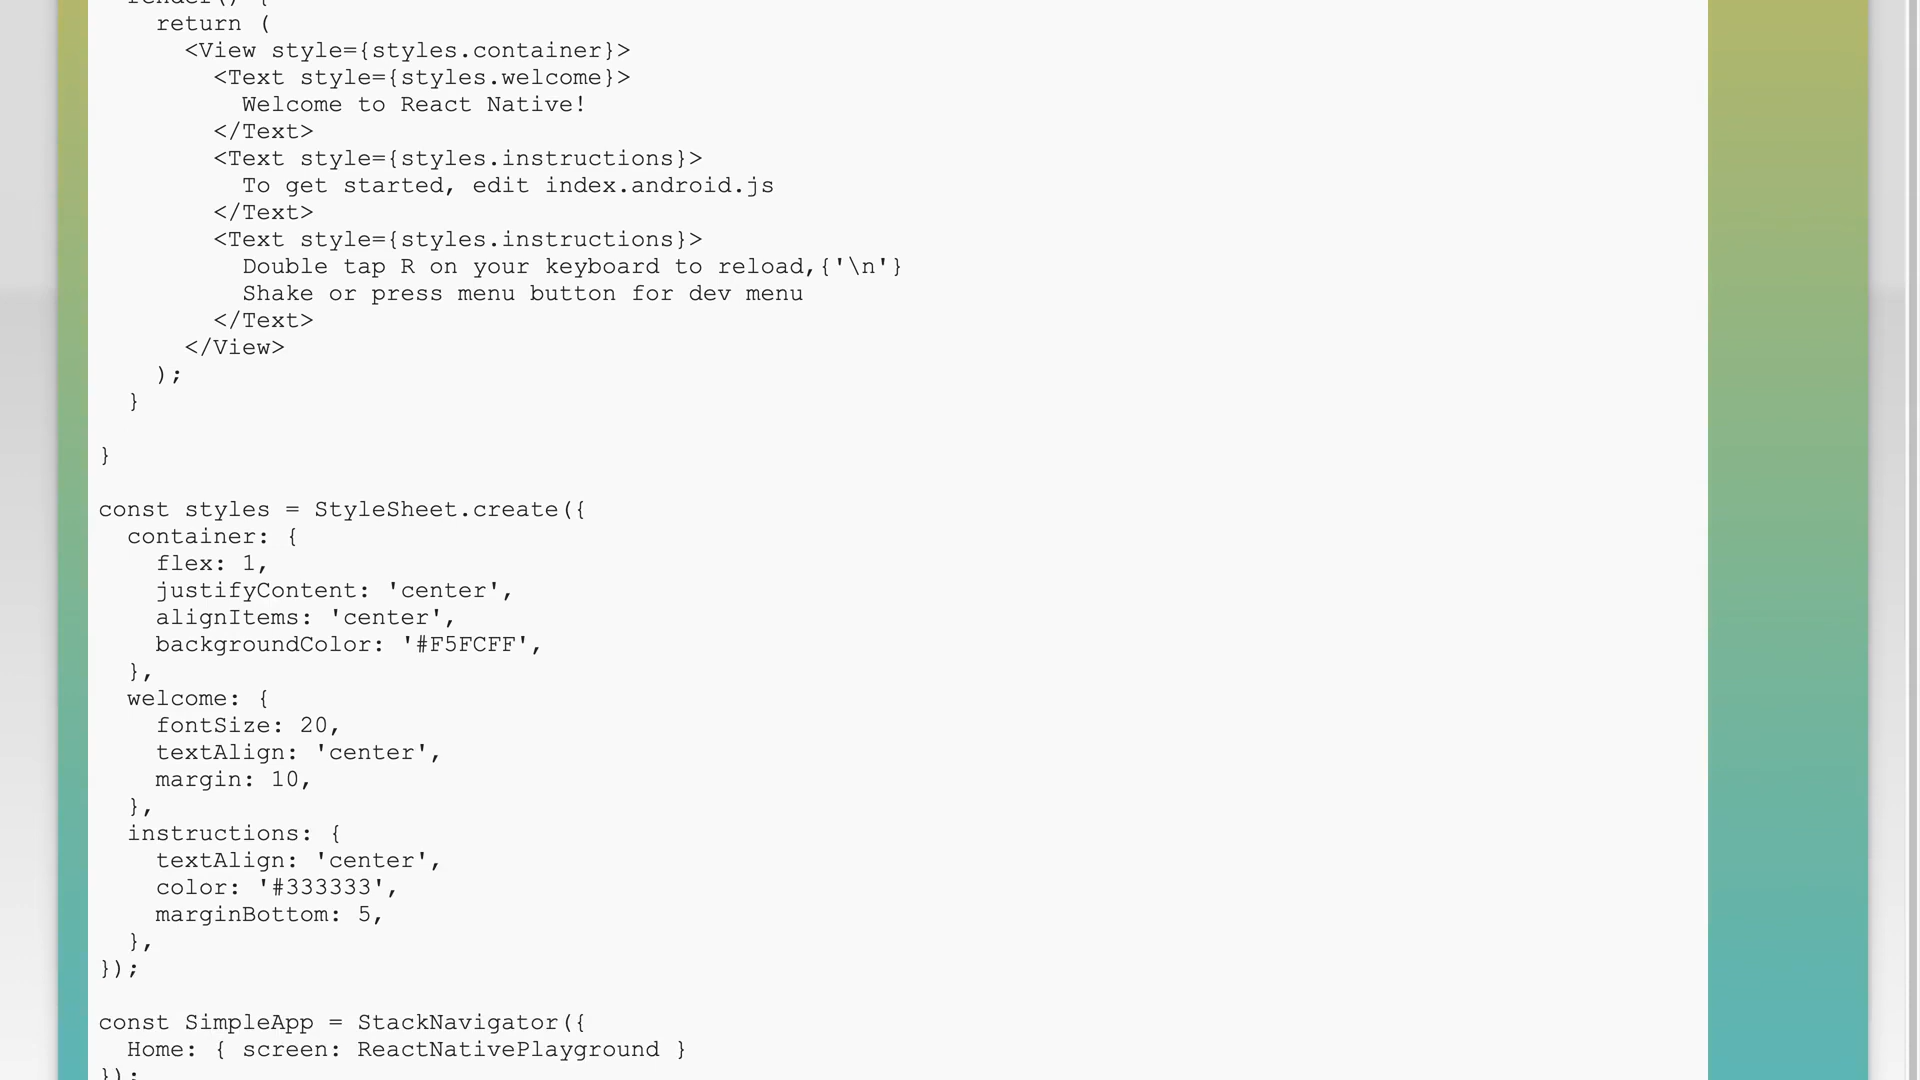 render() {
return (
<View style={styles.container}>
<Text style={styles.welcome}>
Welcome to React Native!
</Text>
<Text style={styles.instructions}>
To get started, edit index.android.js
</Text>
<Text style={styles.instructions}>
Double tap R on your keyboard to reload,{'\n'}
Shake or press menu button for dev menu
</Text>
</View>
);
}
}
const styles = StyleSheet.create({
container: {
flex: 1,
justifyContent: 'center',
alignItems: 'center',
backgroundColor: '#F5FCFF',
},
welcome: {
fontSize: 20,
textAlign: 'center',
margin: 10,
},
instructions: {
textAlign: 'center',
color: '#333333',
marginBottom: 5,
},
});
const SimpleApp = StackNavigator({
Home: { screen: ReactNativePlayground }
});